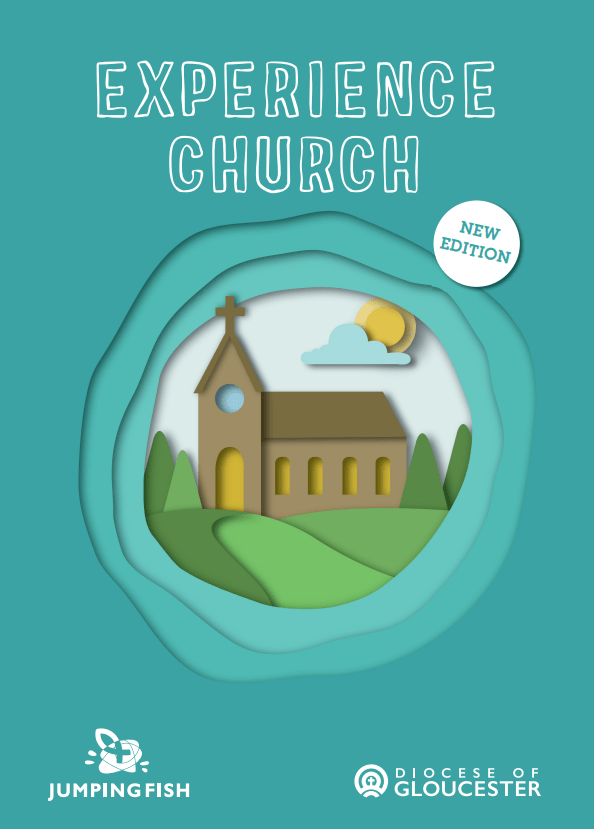 EXPERIENCE
CHURCH
NEW
EDITION
JUMPING FISH
DIOCESE OF
GLOUCESTER